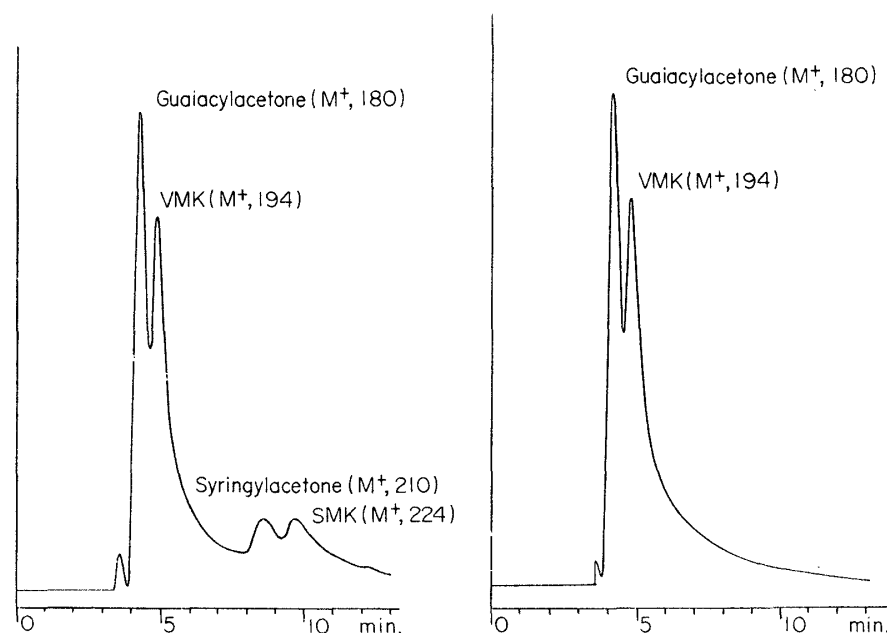 Guaiacylacetone (M+, 180)
VMK (M+, 194)
Syringylacetone (M+, 210)
SMK (M+, 224)
0 5 10 min.
Guaiacylacetone (M+, 180)
VMK (M+, 194)
0 5 10 min.